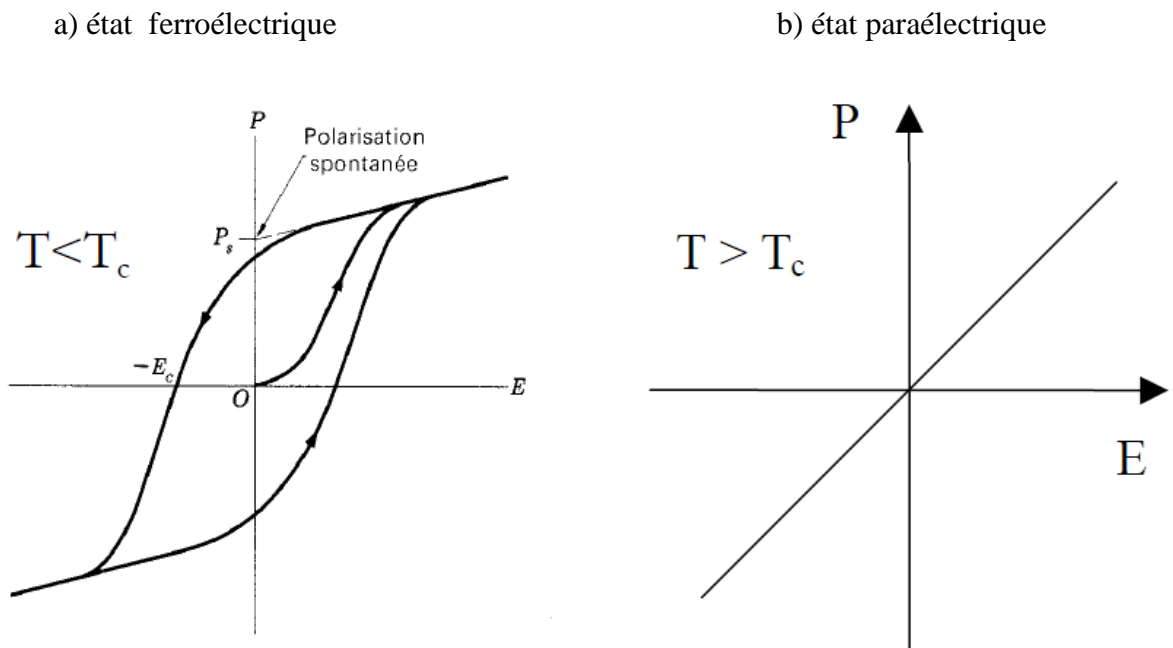 a) état ferroélectrique
b) état paraélectrique
P
Polarisation
spontanée
P_s
T<T_c
-E_c
O
E
P
T > T_c
E